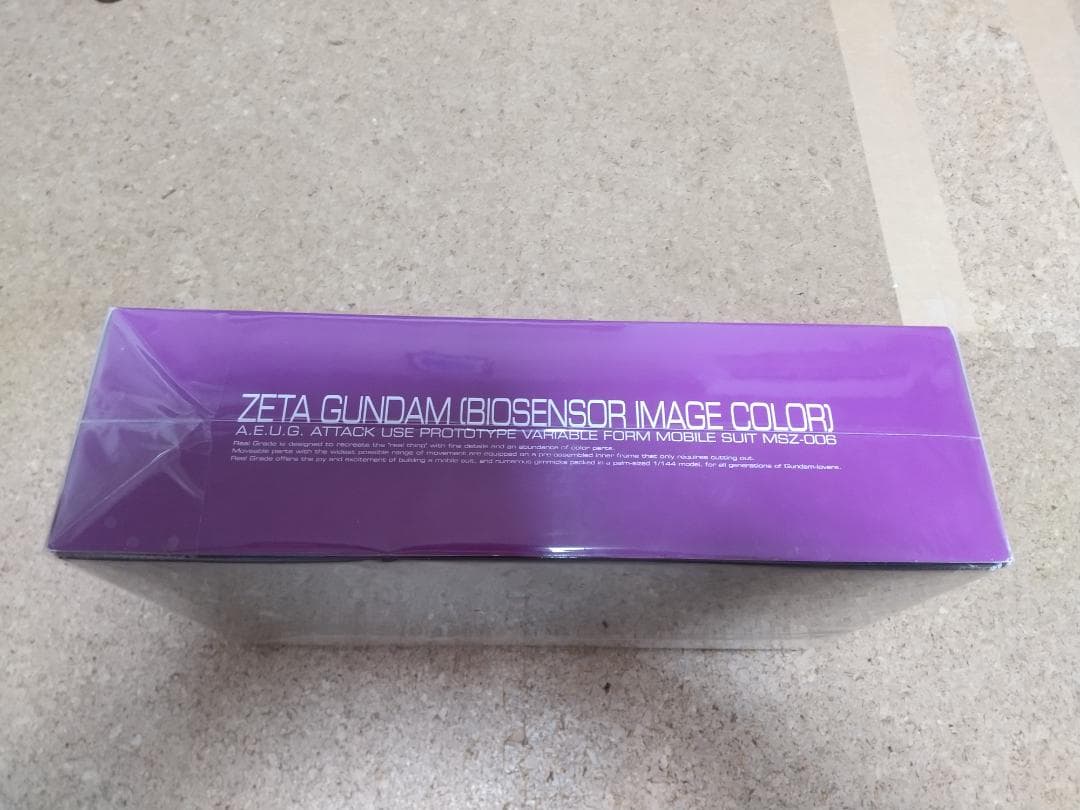 ZETA GUNDAM (BIOSENSOR IMAGE COLOR)
A.E.U.G. ATTACK USE PROTOTYPE VARIABLE FORM MOBILE SUIT MSZ-006
Real Grade is designed to recreate the "real thing" with fine details and an abundance of color parts.
Moveable parts with the widest possible range of movement are equipped on a pre-assembled inner frame that only requires cutting out.
Real Grade offers the joy and excitement of building a mobile suit, and numerous gimmicks packed in a palm-sized 1/144 model, for all generations of Gundam-lovers.